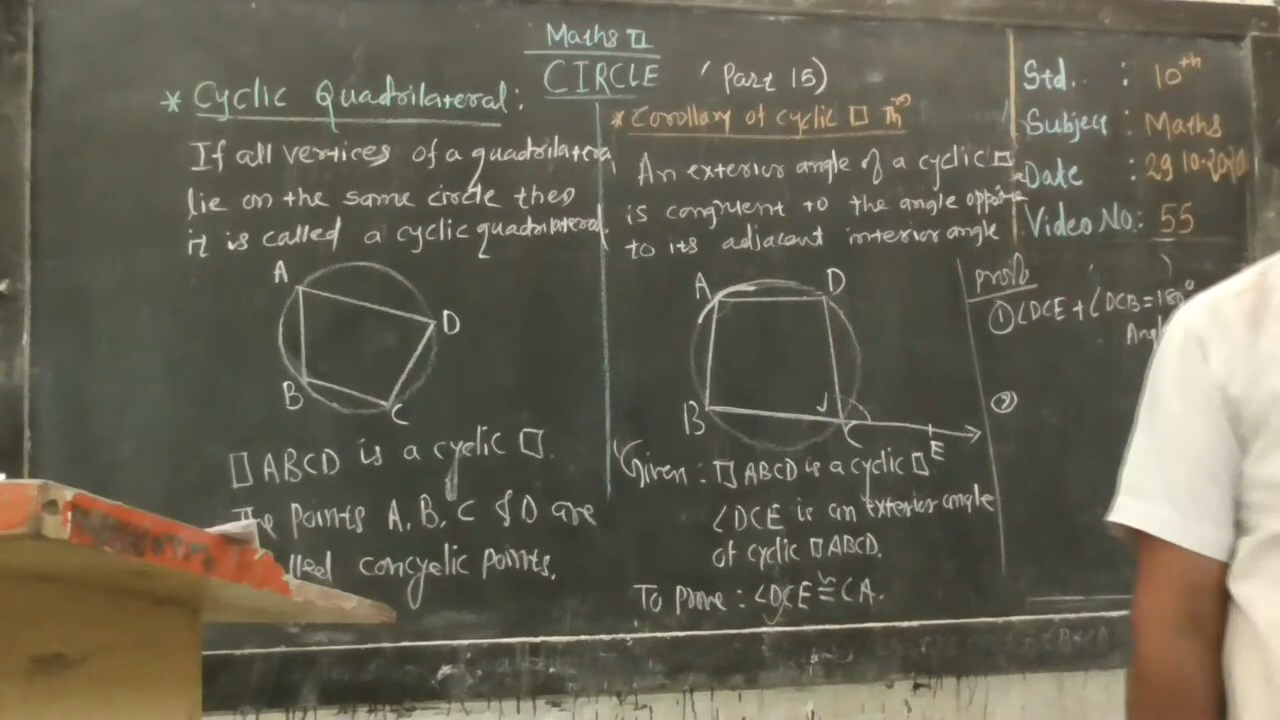 Maths II
CIRCLE (Part 15)
* Cyclic Quadrilateral:
If all vertices of a quadrilateral
lie on the same circle then
it is called a cyclic quadrilateral.
A
D
B
C
□ ABCD is a cyclic □.
The points A, B, C & D are
concyclic points.
* Corollary of cyclic □ Thm
An exterior angle of a cyclic □
is congruent to the angle opposite
to its adjacent interior angle
A
D
B
C
E
Given: □ ABCD is a cyclic □
∠DCE is an exterior angle
of cyclic □ ABCD.
To prove: ∠DCE ≅ ∠A.
Std. : 10th
Subject : Maths
Date : 29 10
Video No: 55
proof
① ∠DCE + ∠DCB = 180°
②